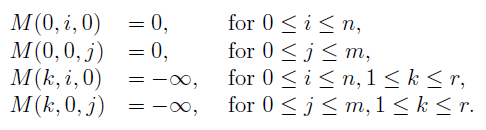 M(0, i, 0) = 0, for 0 ≤ i ≤ n,
M(0, 0, j) = 0, for 0 ≤ j ≤ m,
M(k, i, 0) = −∞, for 0 ≤ i ≤ n, 1 ≤ k ≤ r,
M(k, 0, j) = −∞, for 0 ≤ j ≤ m, 1 ≤ k ≤ r.